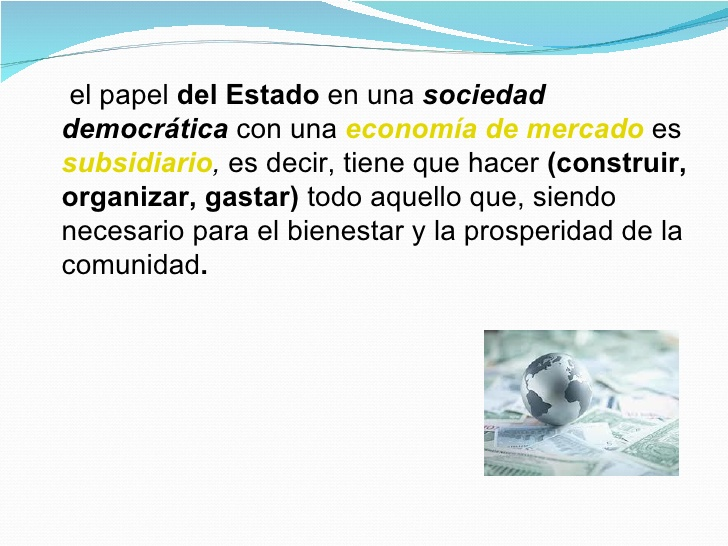 el papel del Estado en una sociedad
democrática con una economía de mercado es
subsidiario, es decir, tiene que hacer (construir,
organizar, gastar) todo aquello que, siendo
necesario para el bienestar y la prosperidad de la
comunidad.